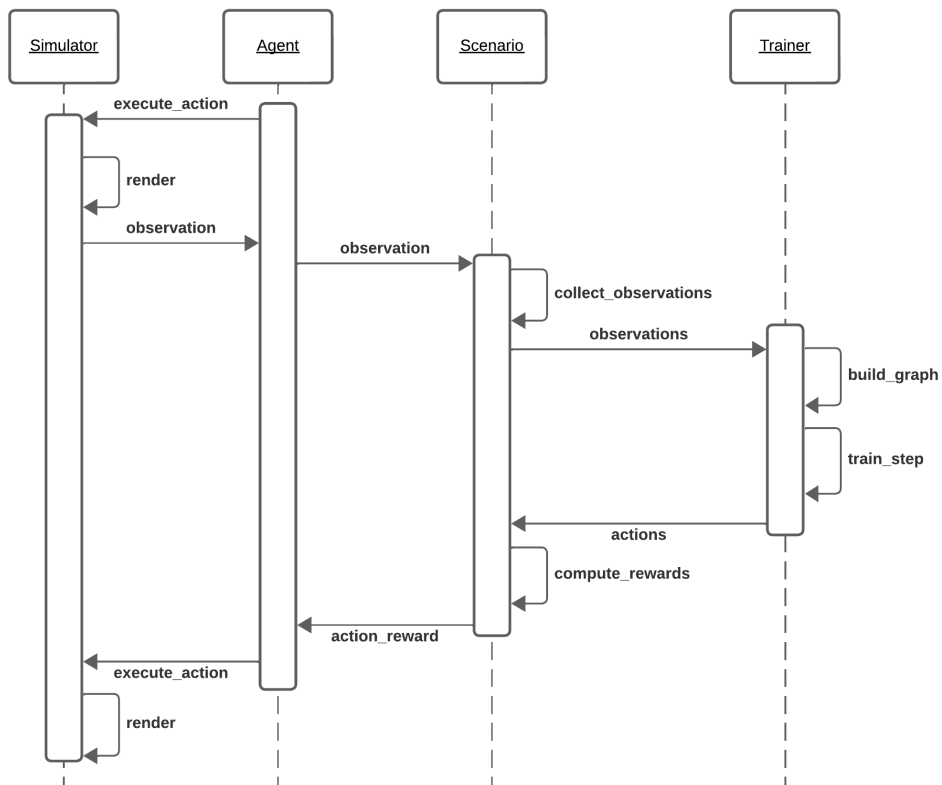 Simulator
Agent
Scenario
Trainer
execute_action
render
observation
observation
collect_observations
observations
build_graph
train_step
actions
compute_rewards
action_reward
execute_action
render